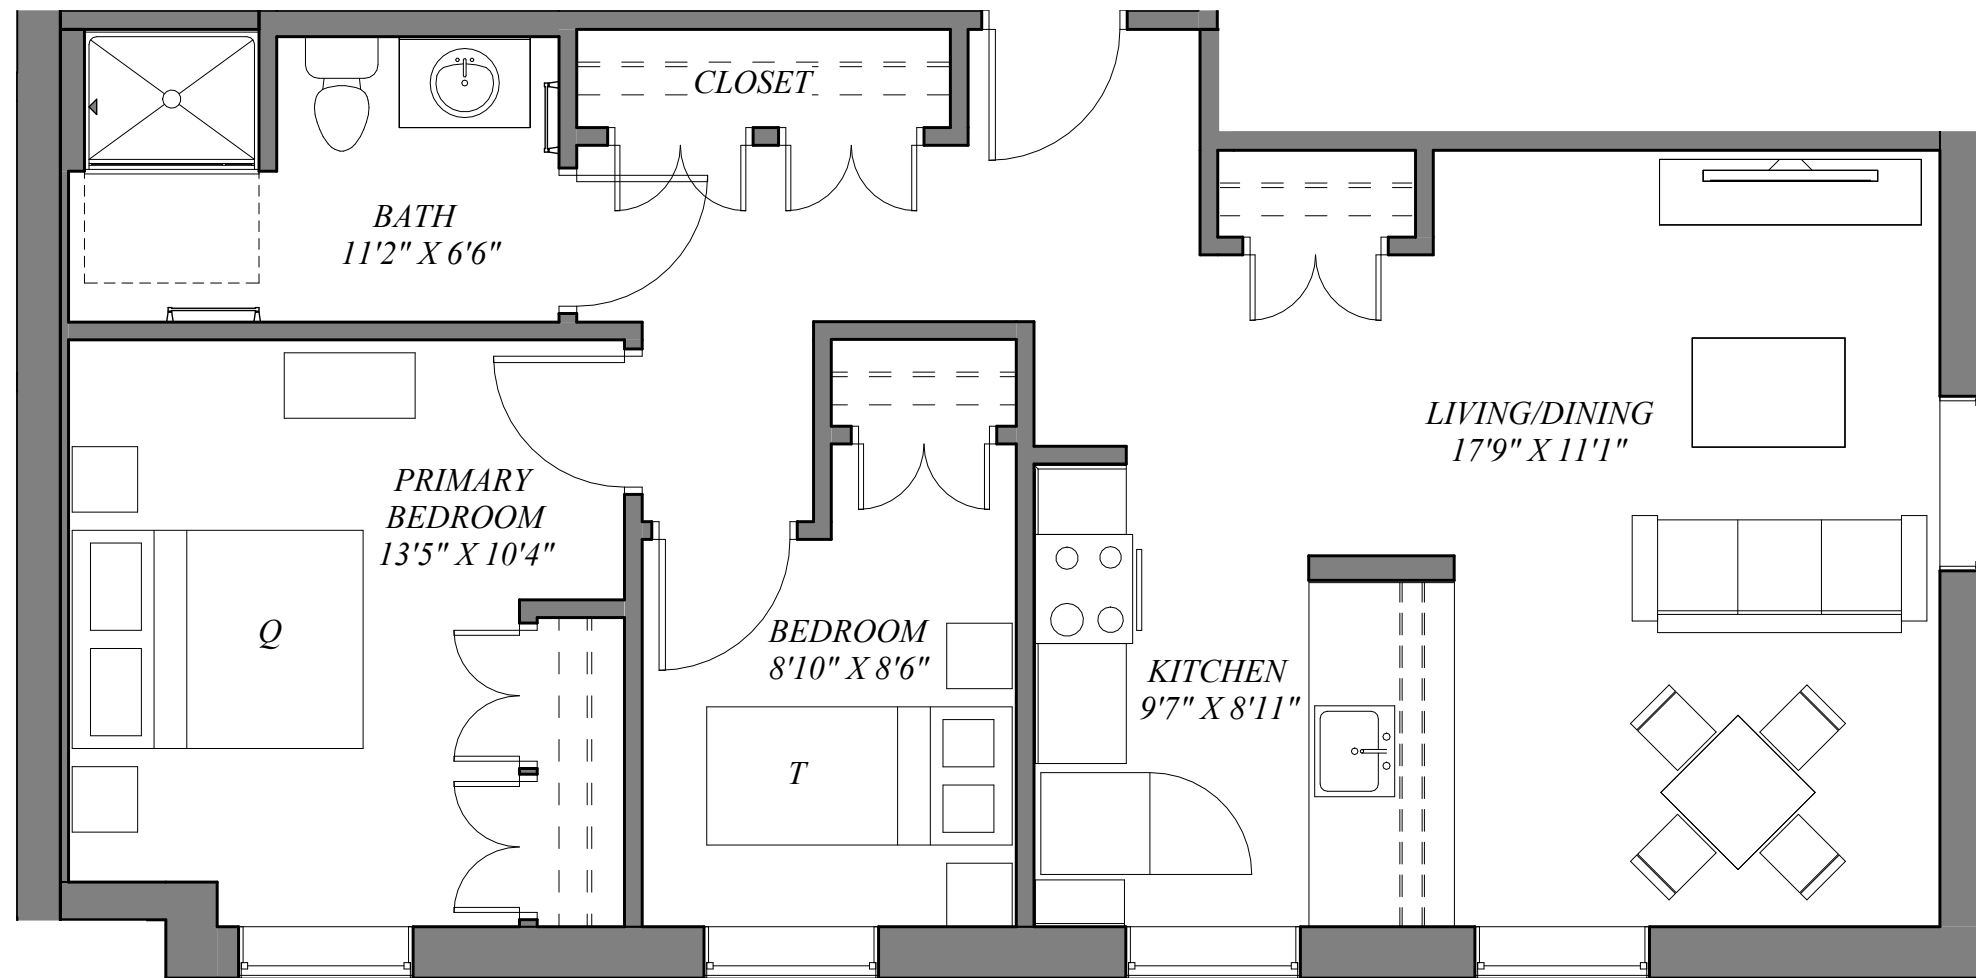 CLOSET
BATH
11'2" X 6'6"
LIVING/DINING
17'9" X 11'1"
PRIMARY
BEDROOM
13'5" X 10'4"
Q
BEDROOM
8'10" X 8'6"
T
KITCHEN
9'7" X 8'11"